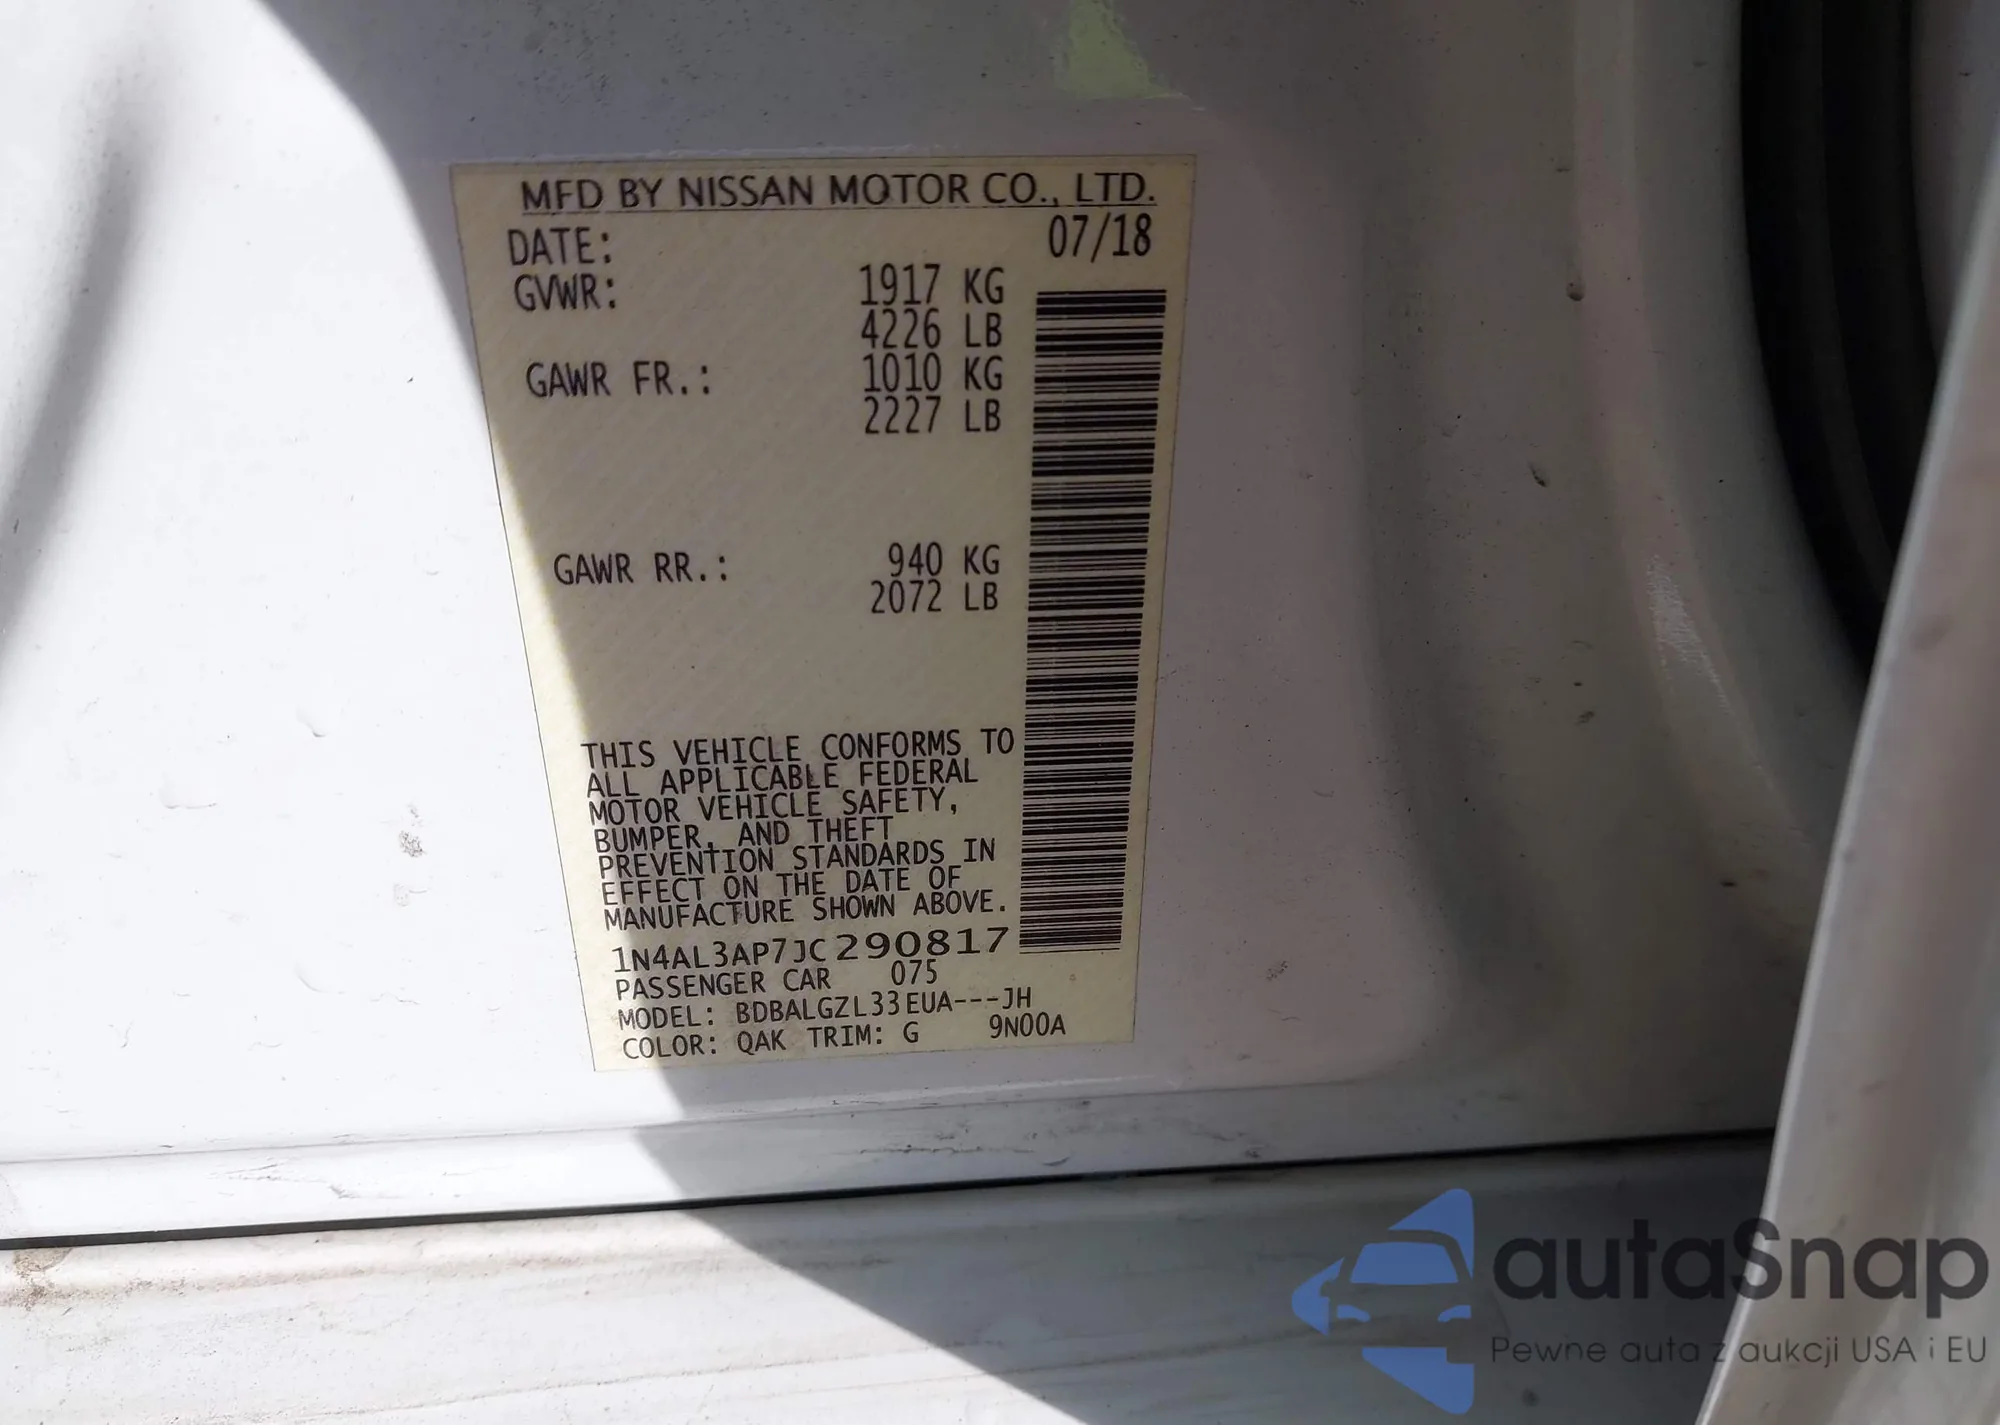 MFD BY NISSAN MOTOR CO., LTD.
DATE: 07/18
GVWR: 1917 KG
4226 LB
GAWR FR.: 1010 KG
2227 LB
GAWR RR.: 940 KG
2072 LB
THIS VEHICLE CONFORMS TO
ALL APPLICABLE FEDERAL
MOTOR VEHICLE SAFETY,
BUMPER, AND THEFT
PREVENTION STANDARDS IN
EFFECT ON THE DATE OF
MANUFACTURE SHOWN ABOVE.
1N4AL3AP7JC290817
PASSENGER CAR 075
MODEL: BDBALGZL33EUA---JH
COLOR: QAK TRIM: G 9N00A
autaSnap
Pewne auta z aukcji USA i EU